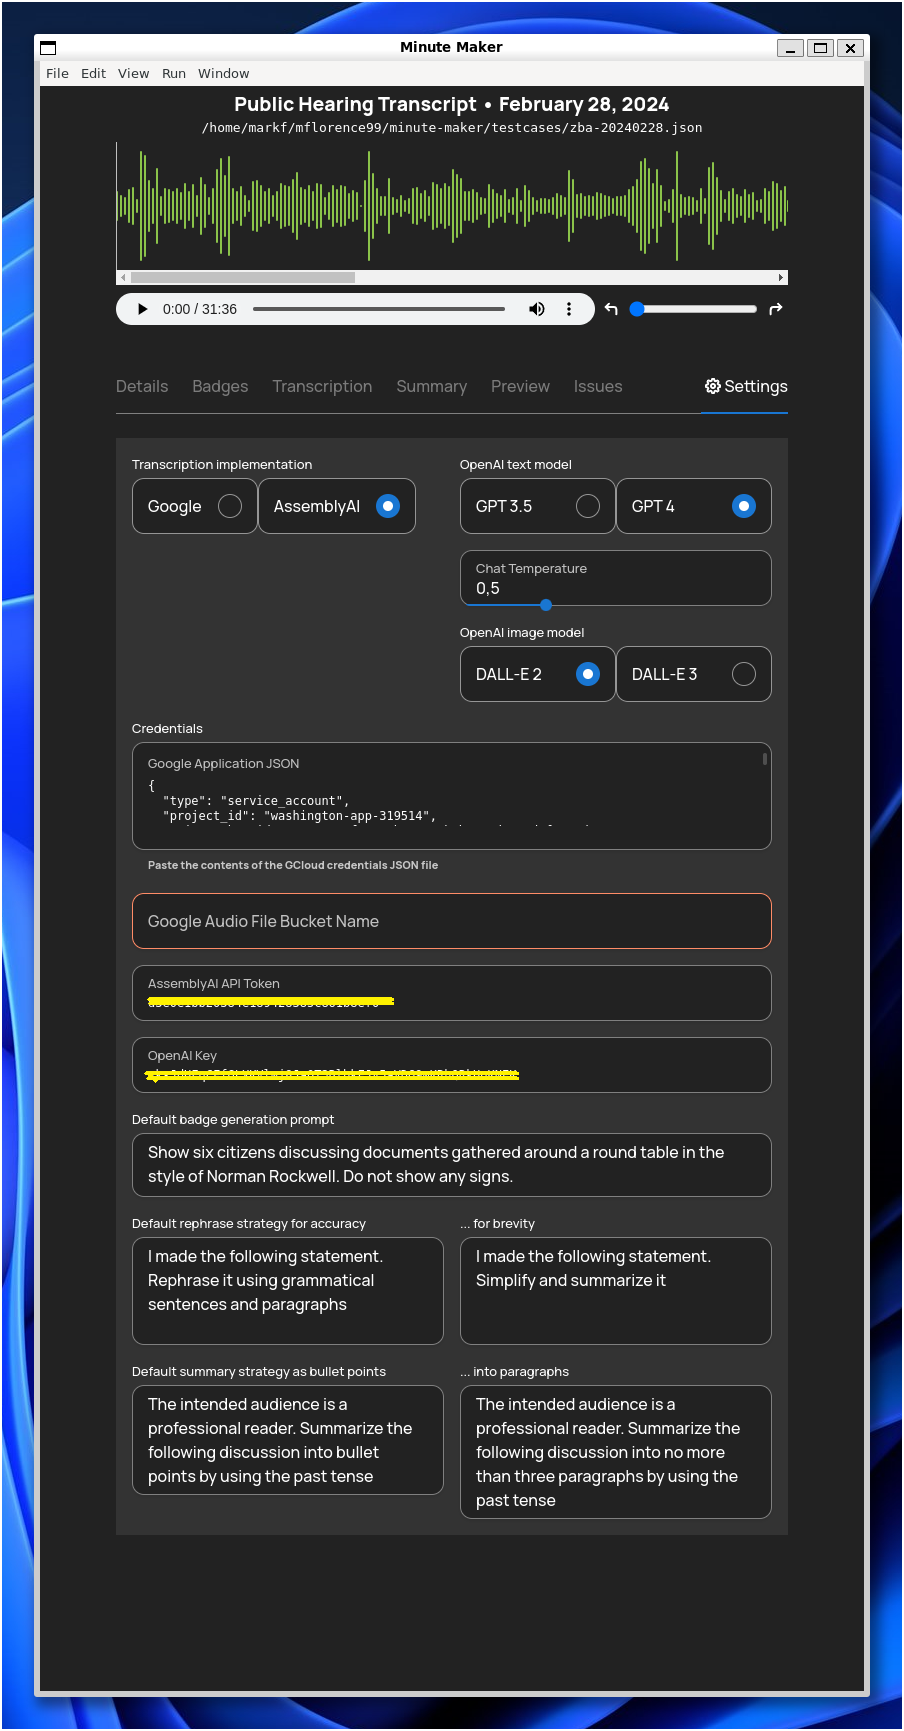 Minute Maker
File Edit View Run Window
Public Hearing Transcript • February 28, 2024
/home/markf/mflorence99/minute-maker/testcases/zba-20240228.json
0:00 / 31:36
Details Badges Transcription Summary Preview Issues Settings
Transcription implementation
Google AssemblyAI
OpenAI text model
GPT 3.5 GPT 4
Chat Temperature
0,5
OpenAI image model
DALL-E 2 DALL-E 3
Credentials
Google Application JSON
{
"type": "service_account",
"project_id": "washington-app-319514",
Paste the contents of the GCloud credentials JSON file
Google Audio File Bucket Name
AssemblyAI API Token
OpenAI Key
Default badge generation prompt
Show six citizens discussing documents gathered around a round table in the
style of Norman Rockwell. Do not show any signs.
Default rephrase strategy for accuracy
I made the following statement.
Rephrase it using grammatical
sentences and paragraphs
... for brevity
I made the following statement.
Simplify and summarize it
Default summary strategy as bullet points
The intended audience is a
professional reader. Summarize the
following discussion into bullet
points by using the past tense
... into paragraphs
The intended audience is a
professional reader. Summarize the
following discussion into no more
than three paragraphs by using the
past tense